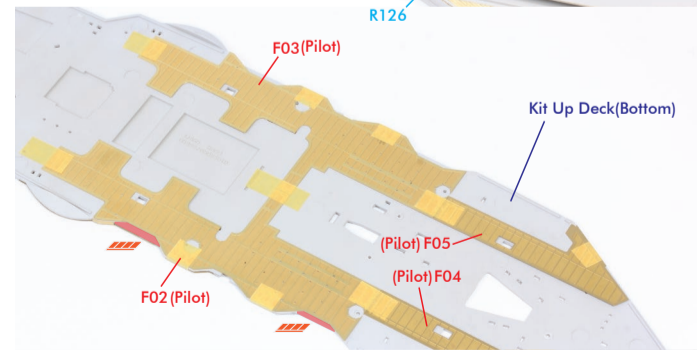 R126
F03(Pilot)
Kit Up Deck(Bottom)
(Pilot) F05
(Pilot) F04
F02 (Pilot)